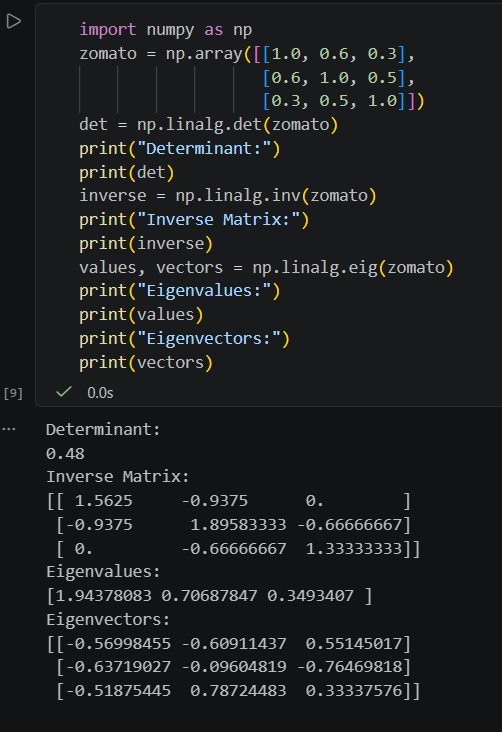 import numpy as np
zomato = np.array([[1.0, 0.6, 0.3],
[0.6, 1.0, 0.5],
[0.3, 0.5, 1.0]])
det = np.linalg.det(zomato)
print("Determinant:")
print(det)
inverse = np.linalg.inv(zomato)
print("Inverse Matrix:")
print(inverse)
values, vectors = np.linalg.eig(zomato)
print("Eigenvalues:")
print(values)
print("Eigenvectors:")
print(vectors)
[9]
0.0s
...
Determinant:
0.48
Inverse Matrix:
[[ 1.5625     -0.9375      0.        ]
 [-0.9375      1.89583333 -0.66666667]
 [ 0.         -0.66666667  1.33333333]]
Eigenvalues:
[1.94378083 0.70687847 0.3493407 ]
Eigenvectors:
[[-0.56998455 -0.60911437  0.55145017]
 [-0.63719027 -0.09604819 -0.76469818]
 [-0.51875445  0.78724483  0.33337576]]